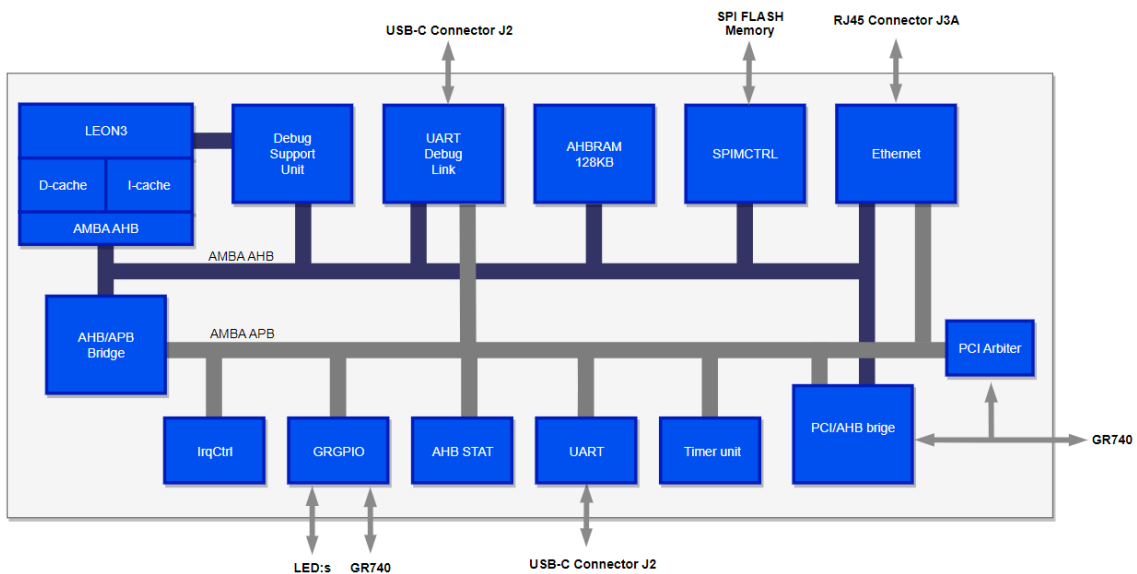 SPI FLASH
Memory
RJ45 Connector J3A
USB-C Connector J2
LEON3
D-cache
I-cache
AMBA AHB
Debug
Support
Unit
UART
Debug
Link
AHBRAM
128KB
SPIMCTRL
Ethernet
AMBA AHB
AHB/APB
Bridge
AMBA APB
PCI Arbiter
IrqCtrl
GRGPIO
AHB STAT
UART
Timer unit
PCI/AHB brige
GR740
LED:s
GR740
USB-C Connector J2